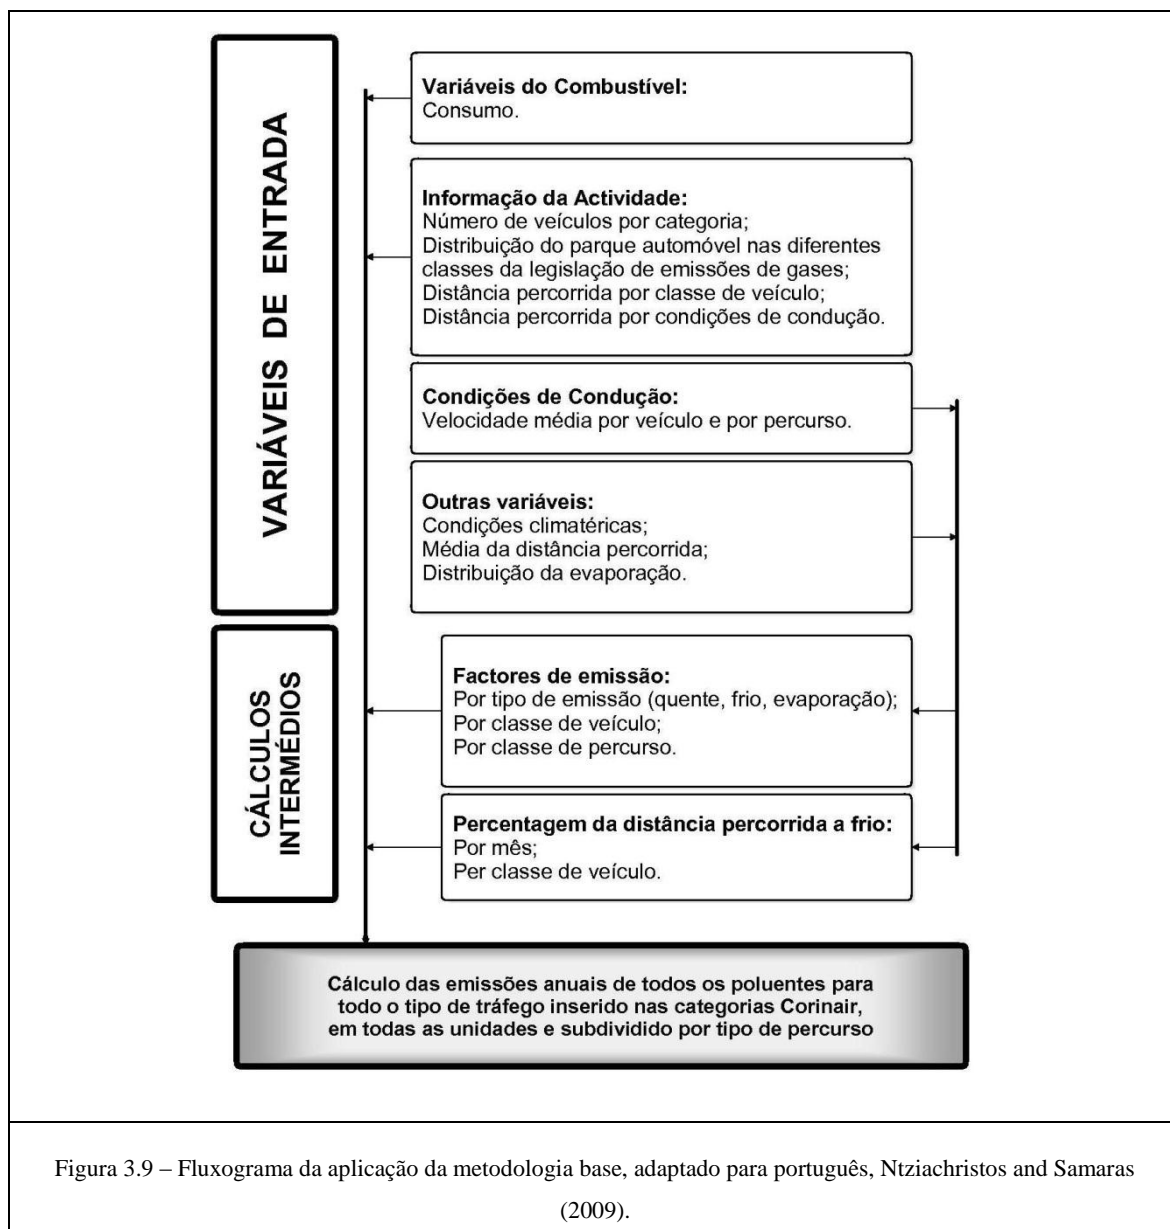 VARIÁVEIS DE ENTRADA
Variáveis do Combustível:
Consumo.
Informação da Actividade:
Número de veículos por categoria;
Distribuição do parque automóvel nas diferentes
classes da legislação de emissões de gases;
Distância percorrida por classe de veículo;
Distância percorrida por condições de condução.
Condições de Condução:
Velocidade média por veículo e por percurso.
Outras variáveis:
Condições climatéricas;
Média da distância percorrida;
Distribuição da evaporação.
CÁLCULOS
INTERMÉDIOS
Factores de emissão:
Por tipo de emissão (quente, frio, evaporação);
Por classe de veículo;
Por classe de percurso.
Percentagem da distância percorrida a frio:
Por mês;
Per classe de veículo.
Cálculo das emissões anuais de todos os poluentes para
todo o tipo de tráfego inserido nas categorias Corinair,
em todas as unidades e subdividido por tipo de percurso
Figura 3.9 – Fluxograma da aplicação da metodologia base, adaptado para português, Ntziachristos and Samaras
(2009).